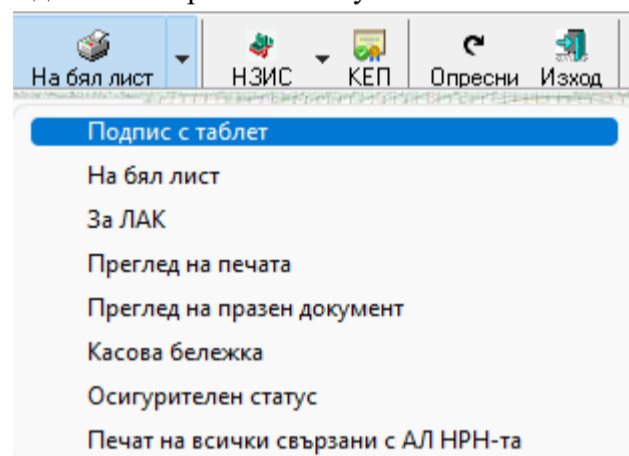 На бял лист
НЗИС
КЕП
Опресни
Изход
Подпис с таблет
На бял лист
За ЛАК
Преглед на печата
Преглед на празен документ
Касова бележка
Осигурителен статус
Печат на всички свързани с АЛ НРН-та